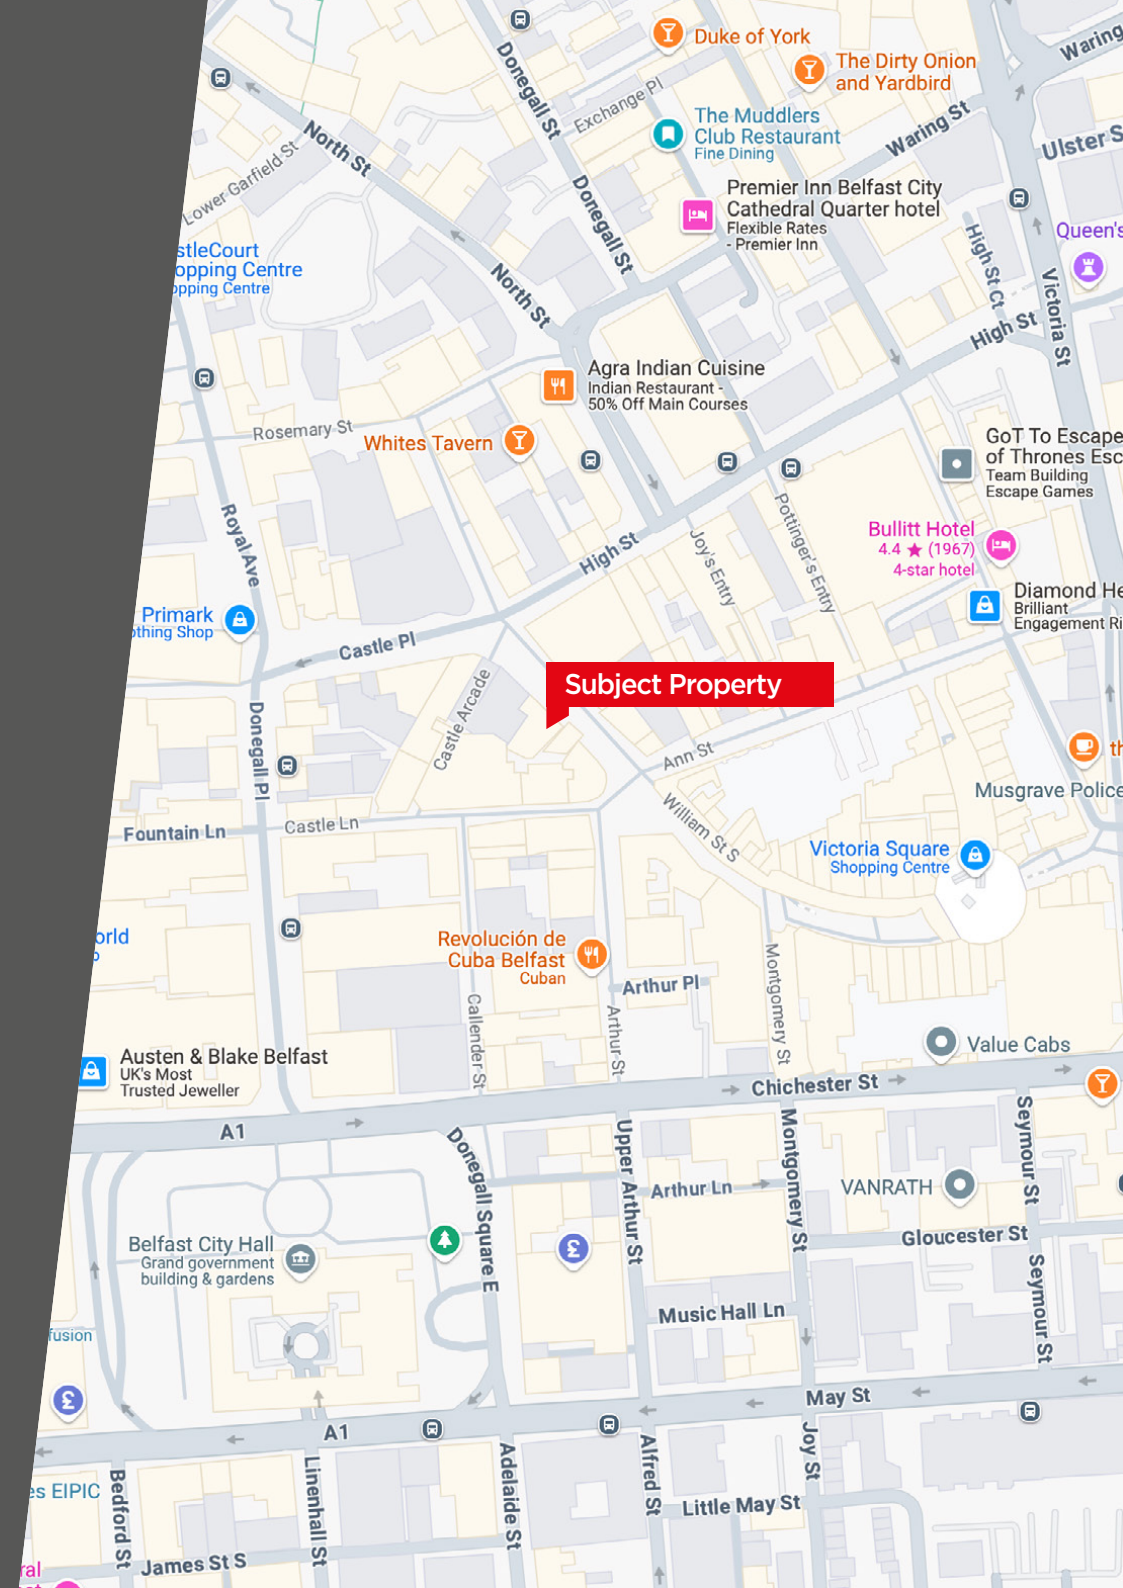 Duke of York
The Dirty Onion
and Yardbird
Waring
Donegall St
Exchange Pl
The Muddlers
Club Restaurant
Fine Dining
Waring St
Ulster S
North St
Lower Garfield St
Premier Inn Belfast City
Cathedral Quarter hotel
Flexible Rates
- Premier Inn
Donegall St
High St Ct
Queen's
stleCourt
opping Centre
opping Centre
North St
Victoria St
High St
Agra Indian Cuisine
Indian Restaurant -
50% Off Main Courses
Rosemary St
Whites Tavern
GoT To Escape
of Thrones Esc
Team Building
Escape Games
Royal Ave
High St
Joy's Entry
Pottinger's Entry
Bullitt Hotel
4.4 ★ (1967)
4-star hotel
Diamond He
Brilliant
Engagement Ri
Primark
othing Shop
Castle Pl
Castle Arcade
Subject Property
Donegall Pl
Ann St
th
Musgrave Police
Fountain Ln
Castle Ln
William St S
Victoria Square
Shopping Centre
orld
Revolución de
Cuba Belfast
Cuban
Arthur Pl
Montgomery St
Callender St
Arthur St
Value Cabs
Austen & Blake Belfast
UK's Most
Trusted Jeweller
Chichester St
A1
Donegall Square E
Upper Arthur St
Montgomery St
Seymour St
Arthur Ln
VANRATH
Gloucester St
Belfast City Hall
Grand government
building & gardens
Seymour St
Music Hall Ln
fusion
May St
A1
Joy St
Bedford St
Linenhall St
Adelaide St
Alfred St
es EIPIC
Little May St
James St S
ral